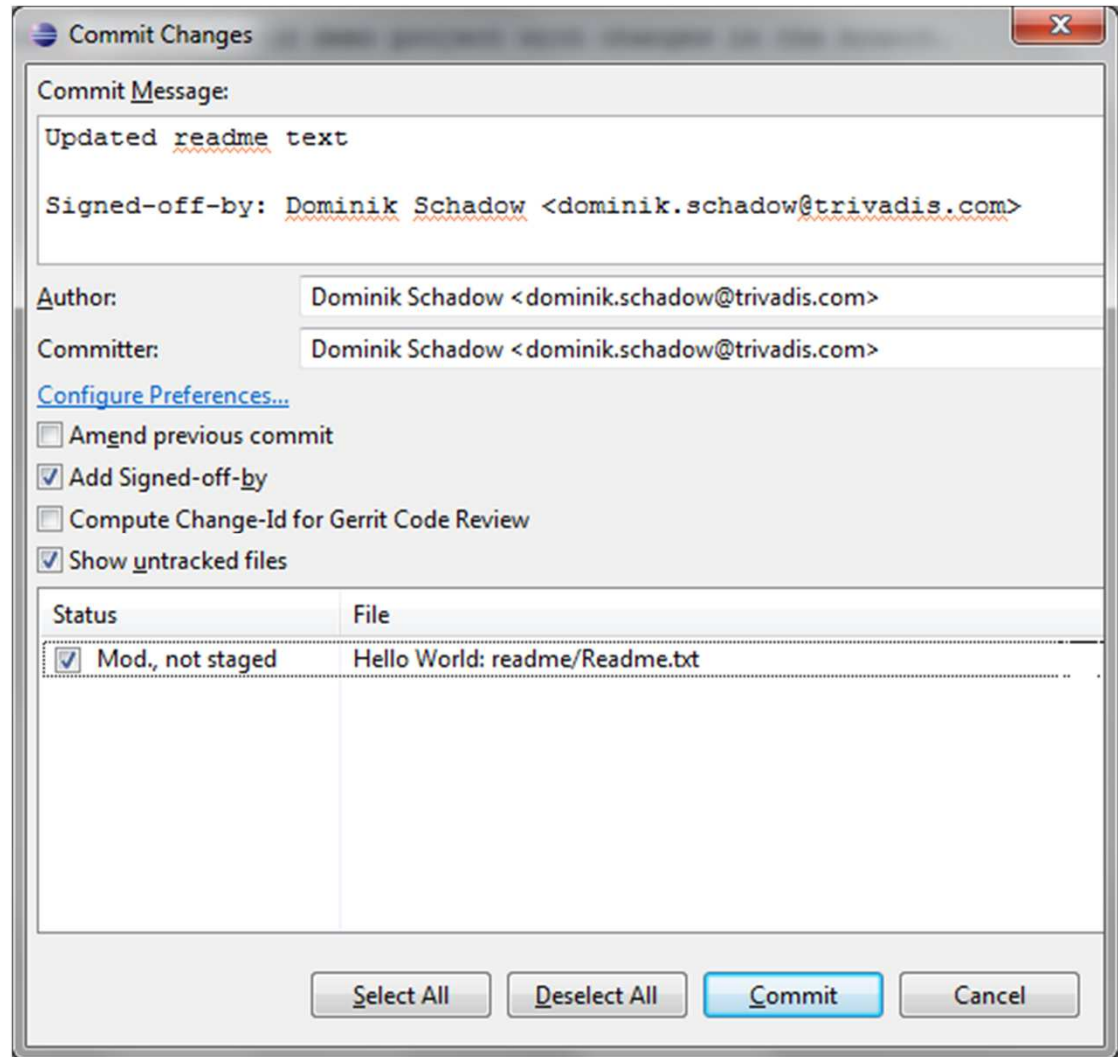 Commit Changes
Commit Message:
Updated readme text
Signed-off-by: Dominik Schadow <dominik.schadow@trivadis.com>
Author: Dominik Schadow <dominik.schadow@trivadis.com>
Committer: Dominik Schadow <dominik.schadow@trivadis.com>
Configure Preferences...
Amend previous commit
Add Signed-off-by
Compute Change-Id for Gerrit Code Review
Show untracked files
Status File
Mod., not staged Hello World: readme/Readme.txt
Select All Deselect All Commit Cancel